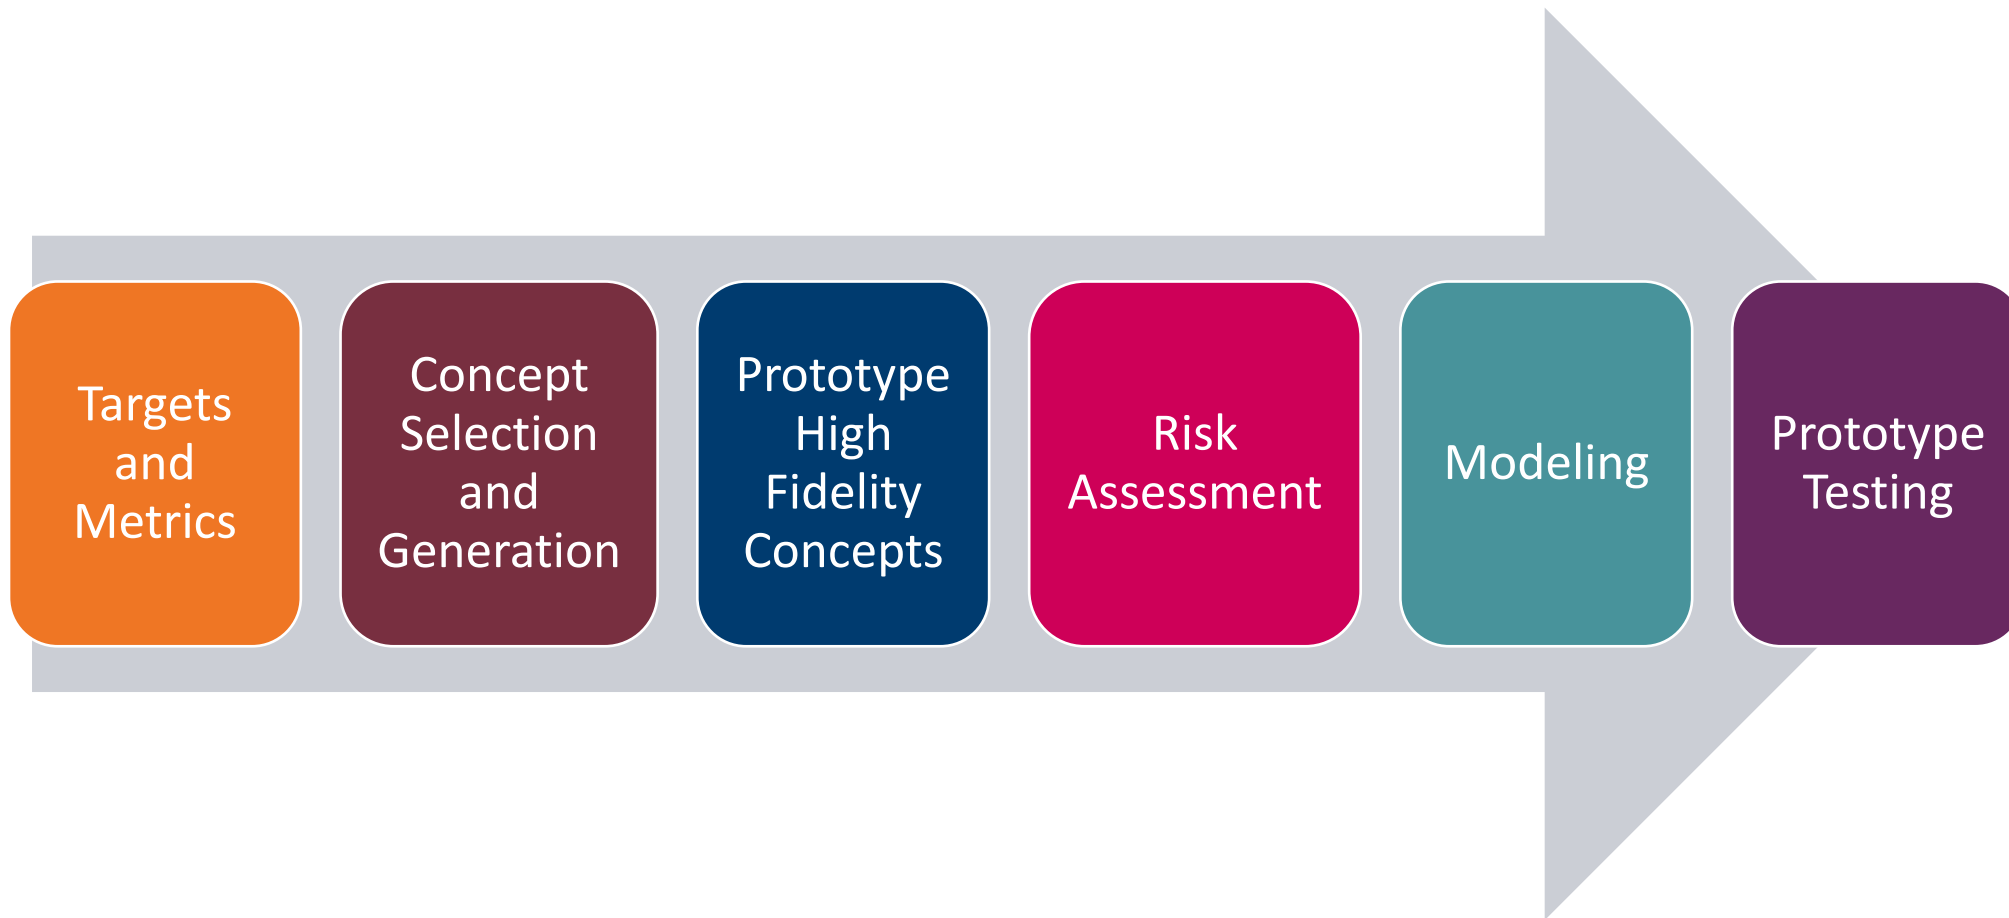 Targets
and
Metrics
Concept
Selection
and
Generation
Prototype
High
Fidelity
Concepts
Risk
Assessment
Modeling
Prototype
Testing